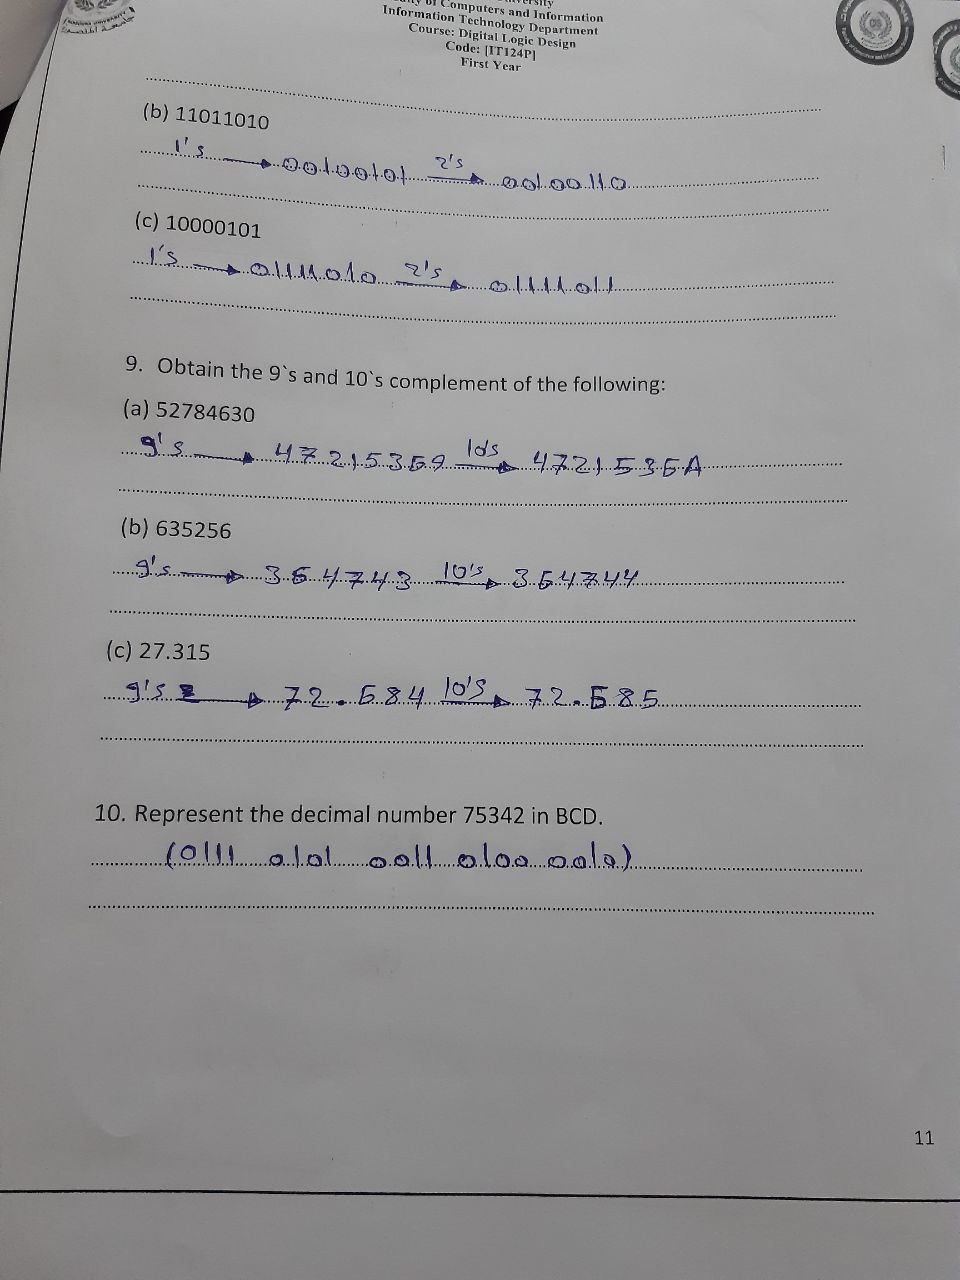 of Computers and Information
Information Technology Department
Course: Digital Logic Design
Code: [IT124P]
First Year
(b) 11011010
1's → 00100101 2's → 00100110
(c) 10000101
1's → 01111010 2's → 01111011
9. Obtain the 9`s and 10`s complement of the following:
(a) 52784630
9's → 47215369 10's → 4721536A
(b) 635256
9's → 364743 10's → 364744
(c) 27.315
9's → 72.684 10's → 72.685
10. Represent the decimal number 75342 in BCD.
(0111 0101 0011 0100 0010)
11